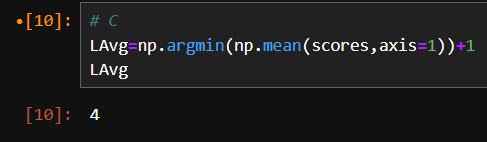 •[10]: # C
LAvg=np.argmin(np.mean(scores,axis=1))+1
LAvg
[10]: 4